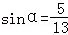 sin α = 5/13